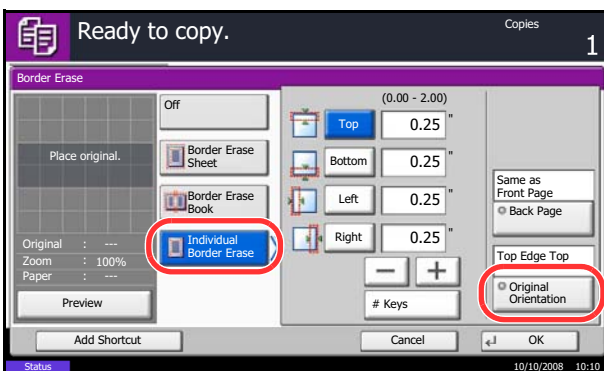 Ready to copy.
Copies
1
Border Erase
Place original.
Original : ---
Zoom : 100%
Paper : ---
Preview
Off
Border Erase
Sheet
Border Erase
Book
Individual
Border Erase
(0.00 - 2.00)
Top 0.25 "
Bottom 0.25 "
Left 0.25 "
Right 0.25 "
− +
# Keys
Same as
Front Page
Back Page
Top Edge Top
Original
Orientation
Add Shortcut
Cancel
OK
Status
10/10/2008 10:10